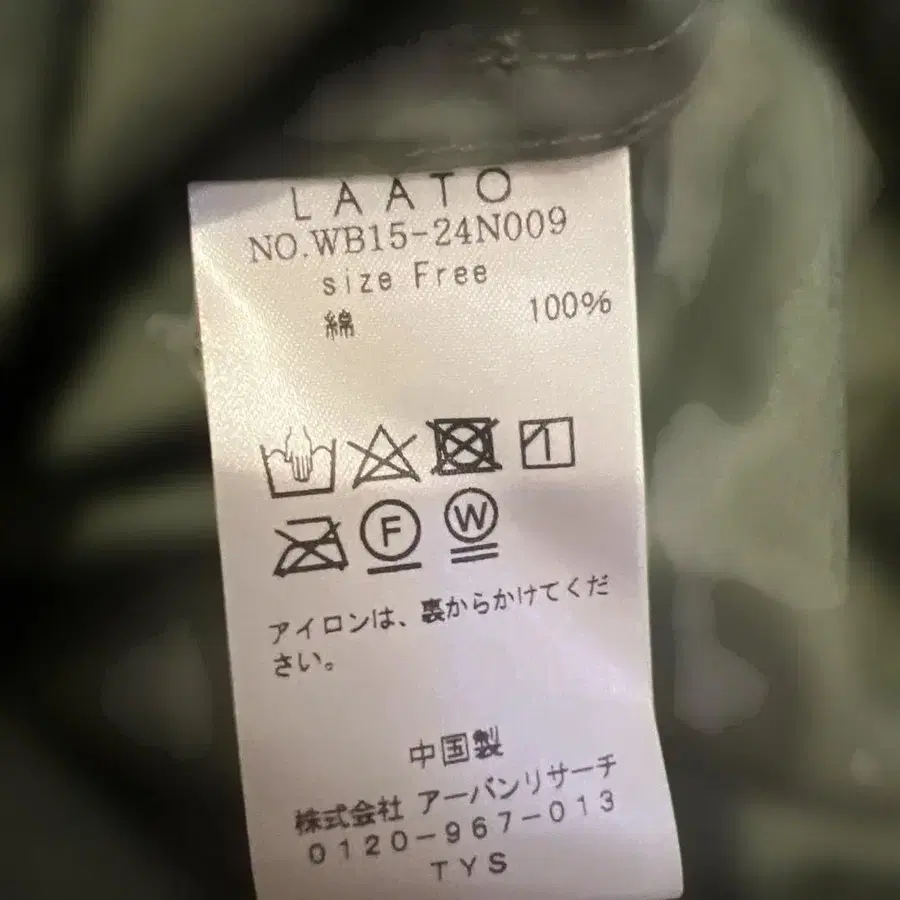 LAATO
NO.WB15-24N009
size Free
綿 100%
F W
アイロンは、裏からかけてくだ
さい。
中国製
株式会社 アーバンリサーチ
0120-967-013
TYS